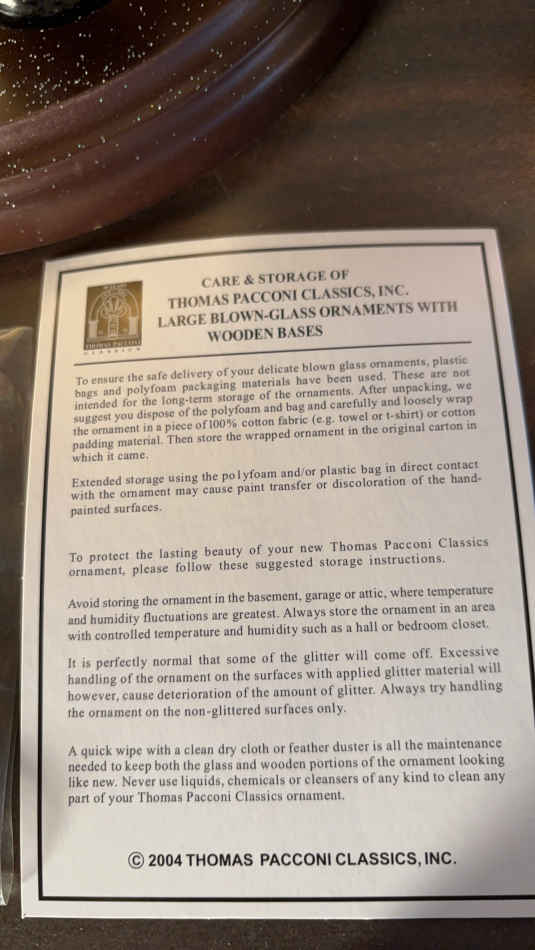 THOMAS PACCONI
CLASSICS
CARE & STORAGE OF
THOMAS PACCONI CLASSICS, INC.
LARGE BLOWN-GLASS ORNAMENTS WITH
WOODEN BASES
To ensure the safe delivery of your delicate blown glass ornaments, plastic
bags and polyfoam packaging materials have been used. These are not
intended for the long-term storage of the ornaments. After unpacking, we
suggest you dispose of the polyfoam and bag and carefully and loosely wrap
the ornament in a piece of 100% cotton fabric (e.g. towel or t-shirt) or cotton
padding material. Then store the wrapped ornament in the original carton in
which it came.
Extended storage using the polyfoam and/or plastic bag in direct contact
with the ornament may cause paint transfer or discoloration of the hand-
painted surfaces.
To protect the lasting beauty of your new Thomas Pacconi Classics
ornament, please follow these suggested storage instructions.
Avoid storing the ornament in the basement, garage or attic, where temperature
and humidity fluctuations are greatest. Always store the ornament in an area
with controlled temperature and humidity such as a hall or bedroom closet.
It is perfectly normal that some of the glitter will come off. Excessive
handling of the ornament on the surfaces with applied glitter material will
however, cause deterioration of the amount of glitter. Always try handling
the ornament on the non-glittered surfaces only.
A quick wipe with a clean dry cloth or feather duster is all the maintenance
needed to keep both the glass and wooden portions of the ornament looking
like new. Never use liquids, chemicals or cleansers of any kind to clean any
part of your Thomas Pacconi Classics ornament.
© 2004 THOMAS PACCONI CLASSICS, INC.